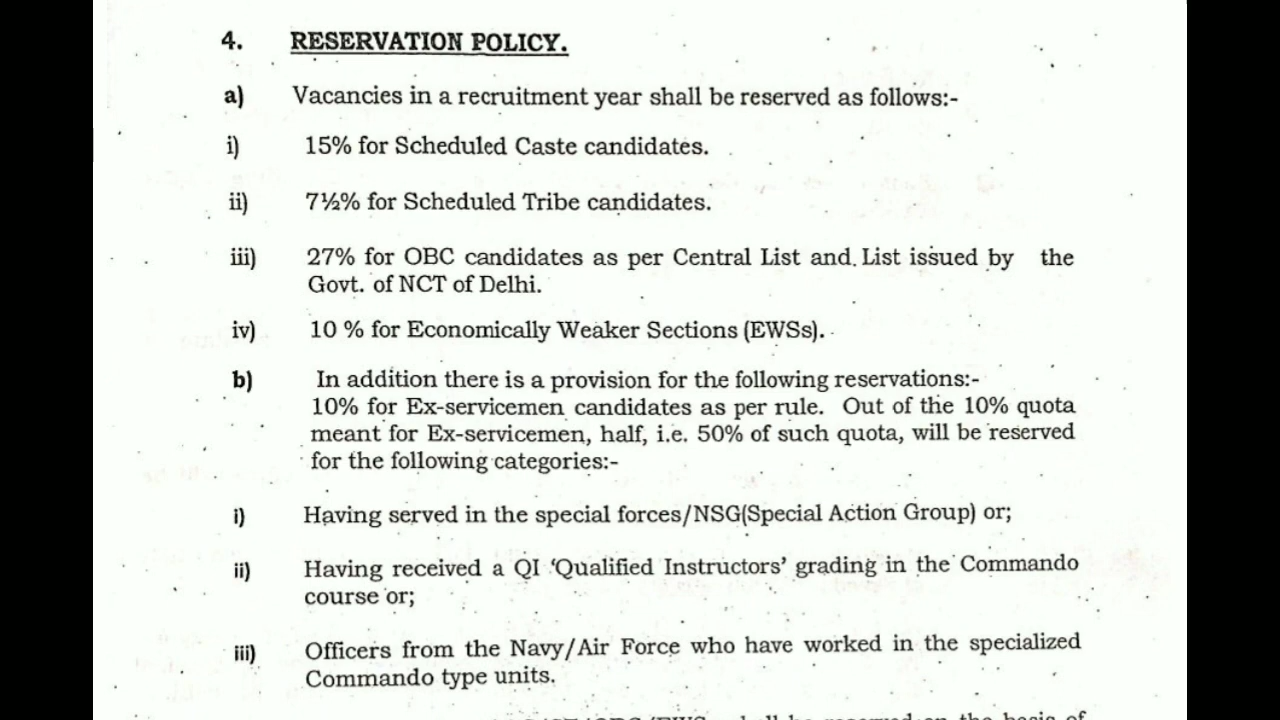 4. RESERVATION POLICY.
a) Vacancies in a recruitment year shall be reserved as follows:-
i) 15% for Scheduled Caste candidates.
ii) 7½% for Scheduled Tribe candidates.
iii) 27% for OBC candidates as per Central List and List issued by the
Govt. of NCT of Delhi.
iv) 10 % for Economically Weaker Sections (EWSs).
b) In addition there is a provision for the following reservations:-
10% for Ex-servicemen candidates as per rule. Out of the 10% quota
meant for Ex-servicemen, half, i.e. 50% of such quota, will be reserved
for the following categories:-
i) Having served in the special forces/NSG(Special Action Group) or;
ii) Having received a QI 'Qualified Instructors' grading in the Commando
course or;
iii) Officers from the Navy/Air Force who have worked in the specialized
Commando type units.